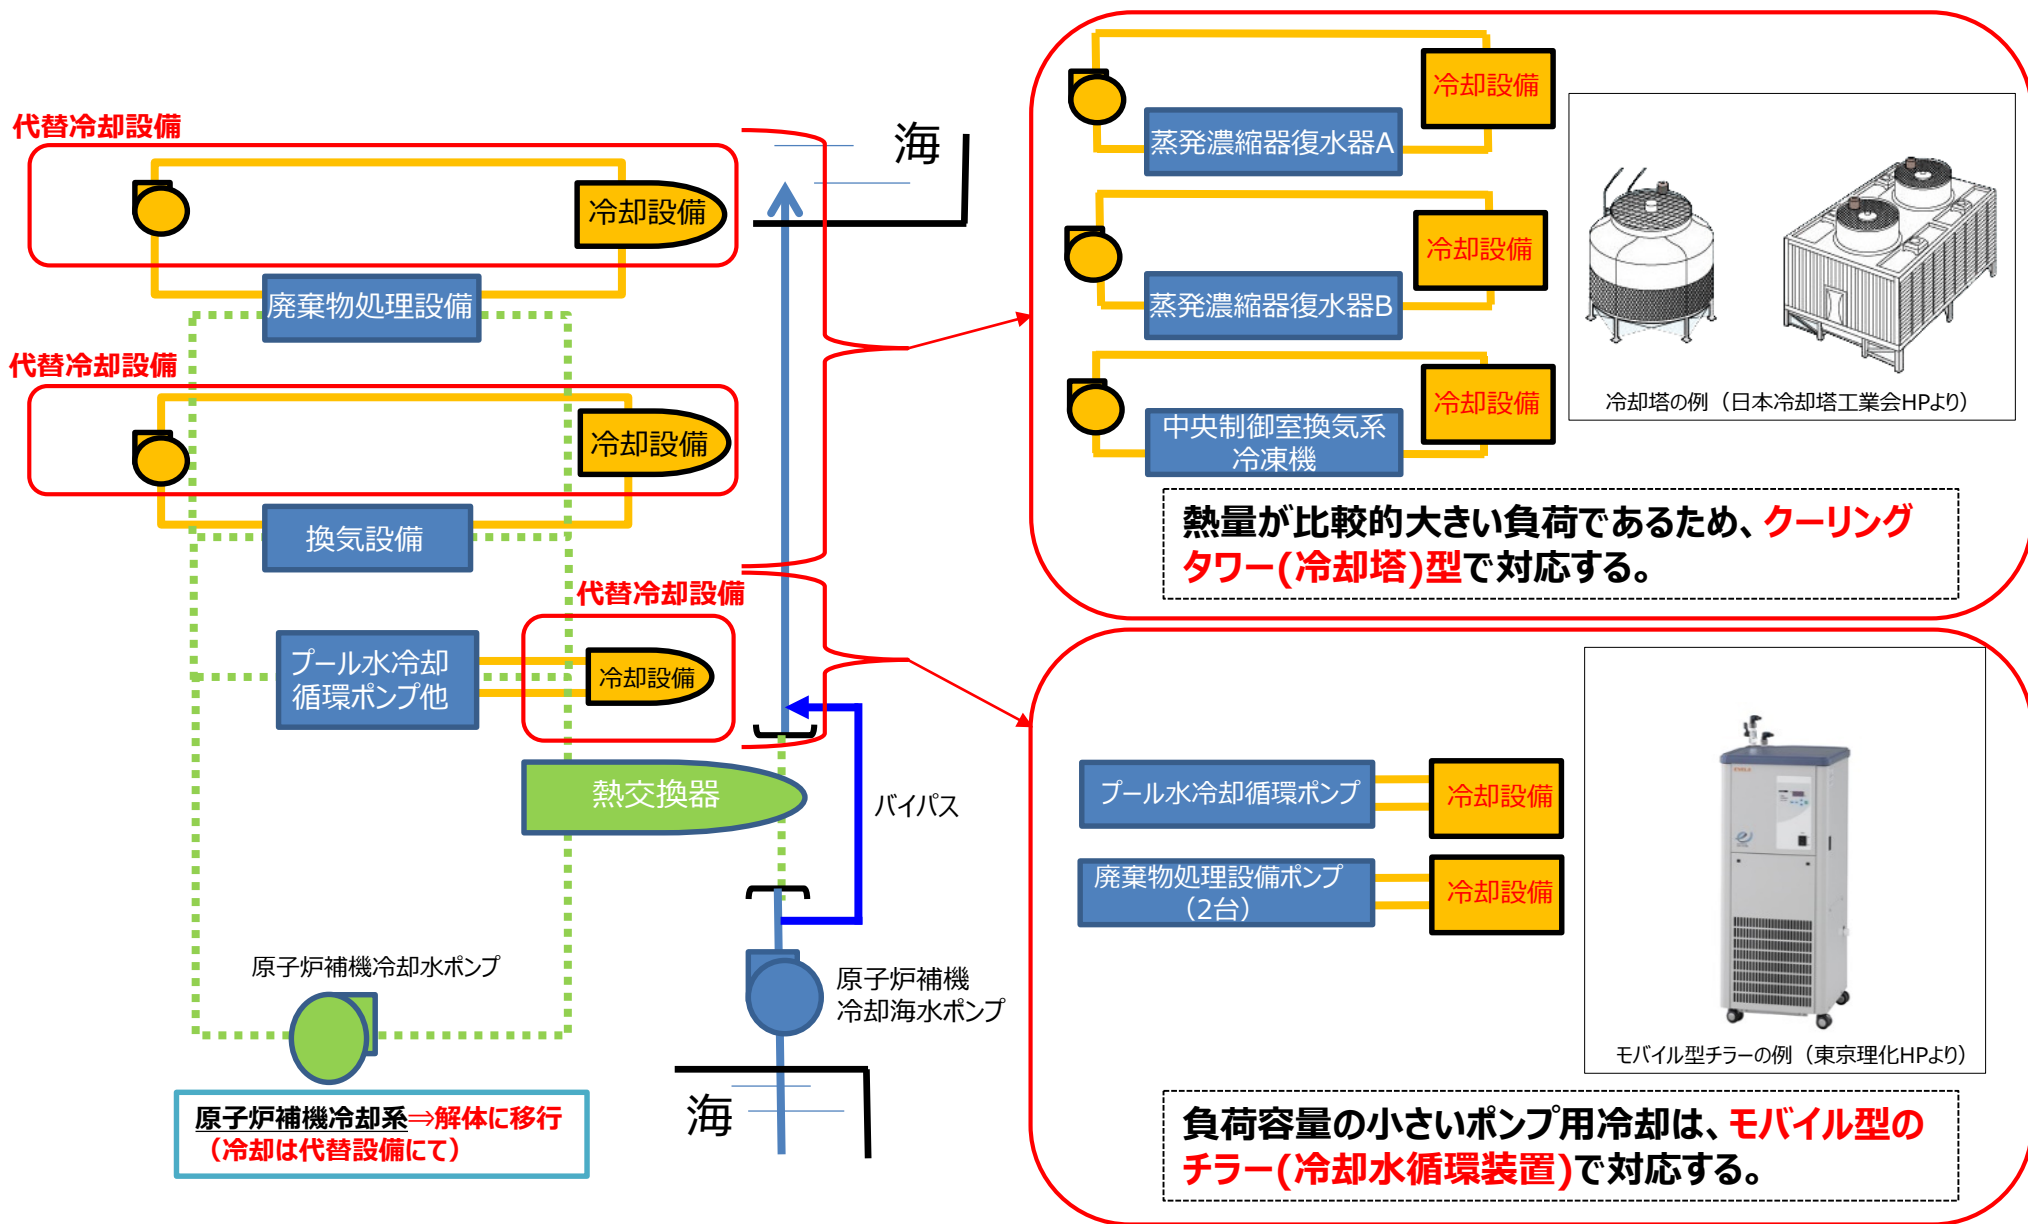 代替冷却設備
冷却設備
廃棄物処理設備
代替冷却設備
冷却設備
換気設備
代替冷却設備
プール水冷却
循環ポンプ他
冷却設備
熱交換器
バイパス
原子炉補機冷却水ポンプ
原子炉補機
冷却海水ポンプ
海
海
原子炉補機冷却系⇒解体に移行
（冷却は代替設備にて）
冷却設備
蒸発濃縮器復水器A
冷却設備
蒸発濃縮器復水器B
冷却設備
中央制御室換気系
冷凍機
冷却塔の例（日本冷却塔工業会HPより）
熱量が比較的大きい負荷であるため、クーリング
タワー(冷却塔)型で対応する。
プール水冷却循環ポンプ
冷却設備
廃棄物処理設備ポンプ
（2台）
冷却設備
モバイル型チラーの例（東京理化HPより）
負荷容量の小さいポンプ用冷却は、モバイル型の
チラー(冷却水循環装置)で対応する。